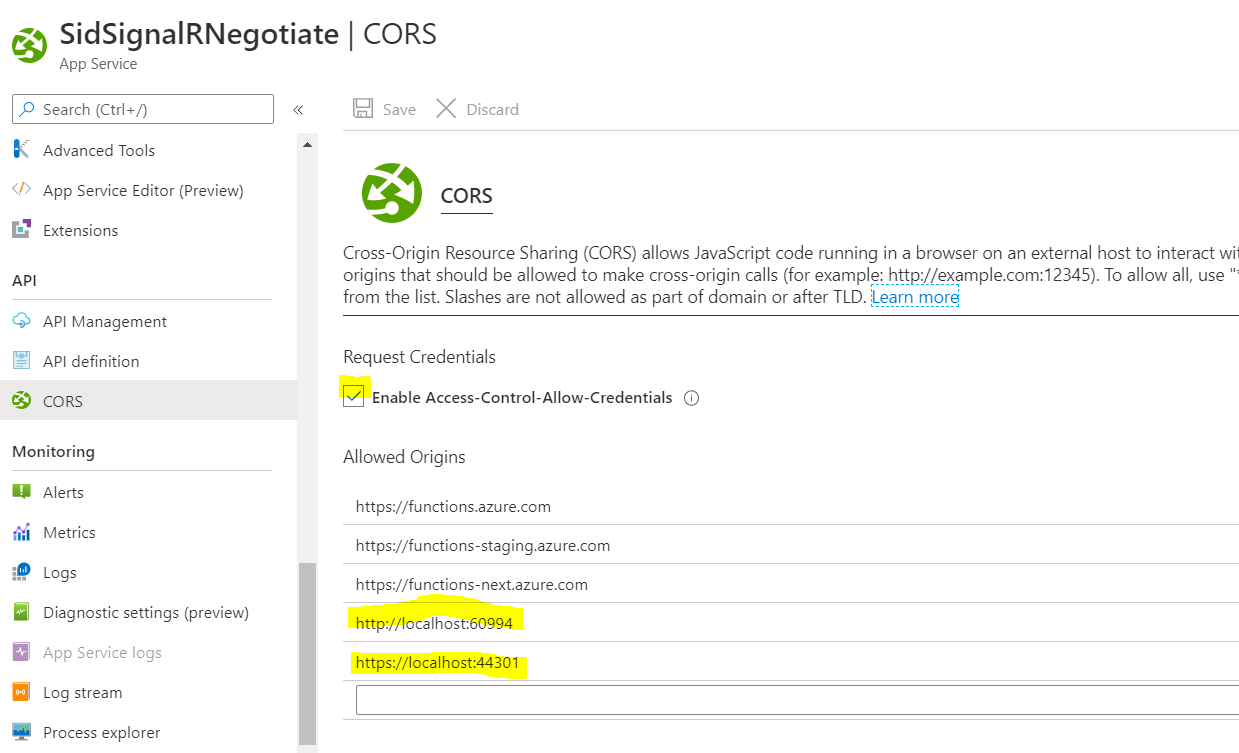 SidSignalRNegotiate | CORS
App Service
Search (Ctrl+/)
«
Save
Discard
Advanced Tools
App Service Editor (Preview)
Extensions
API
API Management
API definition
CORS
Monitoring
Alerts
Metrics
Logs
Diagnostic settings (preview)
App Service logs
Log stream
Process explorer
CORS
Cross-Origin Resource Sharing (CORS) allows JavaScript code running in a browser on an external host to interact wit
origins that should be allowed to make cross-origin calls (for example: http://example.com:12345). To allow all, use "*
from the list. Slashes are not allowed as part of domain or after TLD. Learn more
Request Credentials
Enable Access-Control-Allow-Credentials
Allowed Origins
https://functions.azure.com
https://functions-staging.azure.com
https://functions-next.azure.com
http://localhost:60994
https://localhost:44301